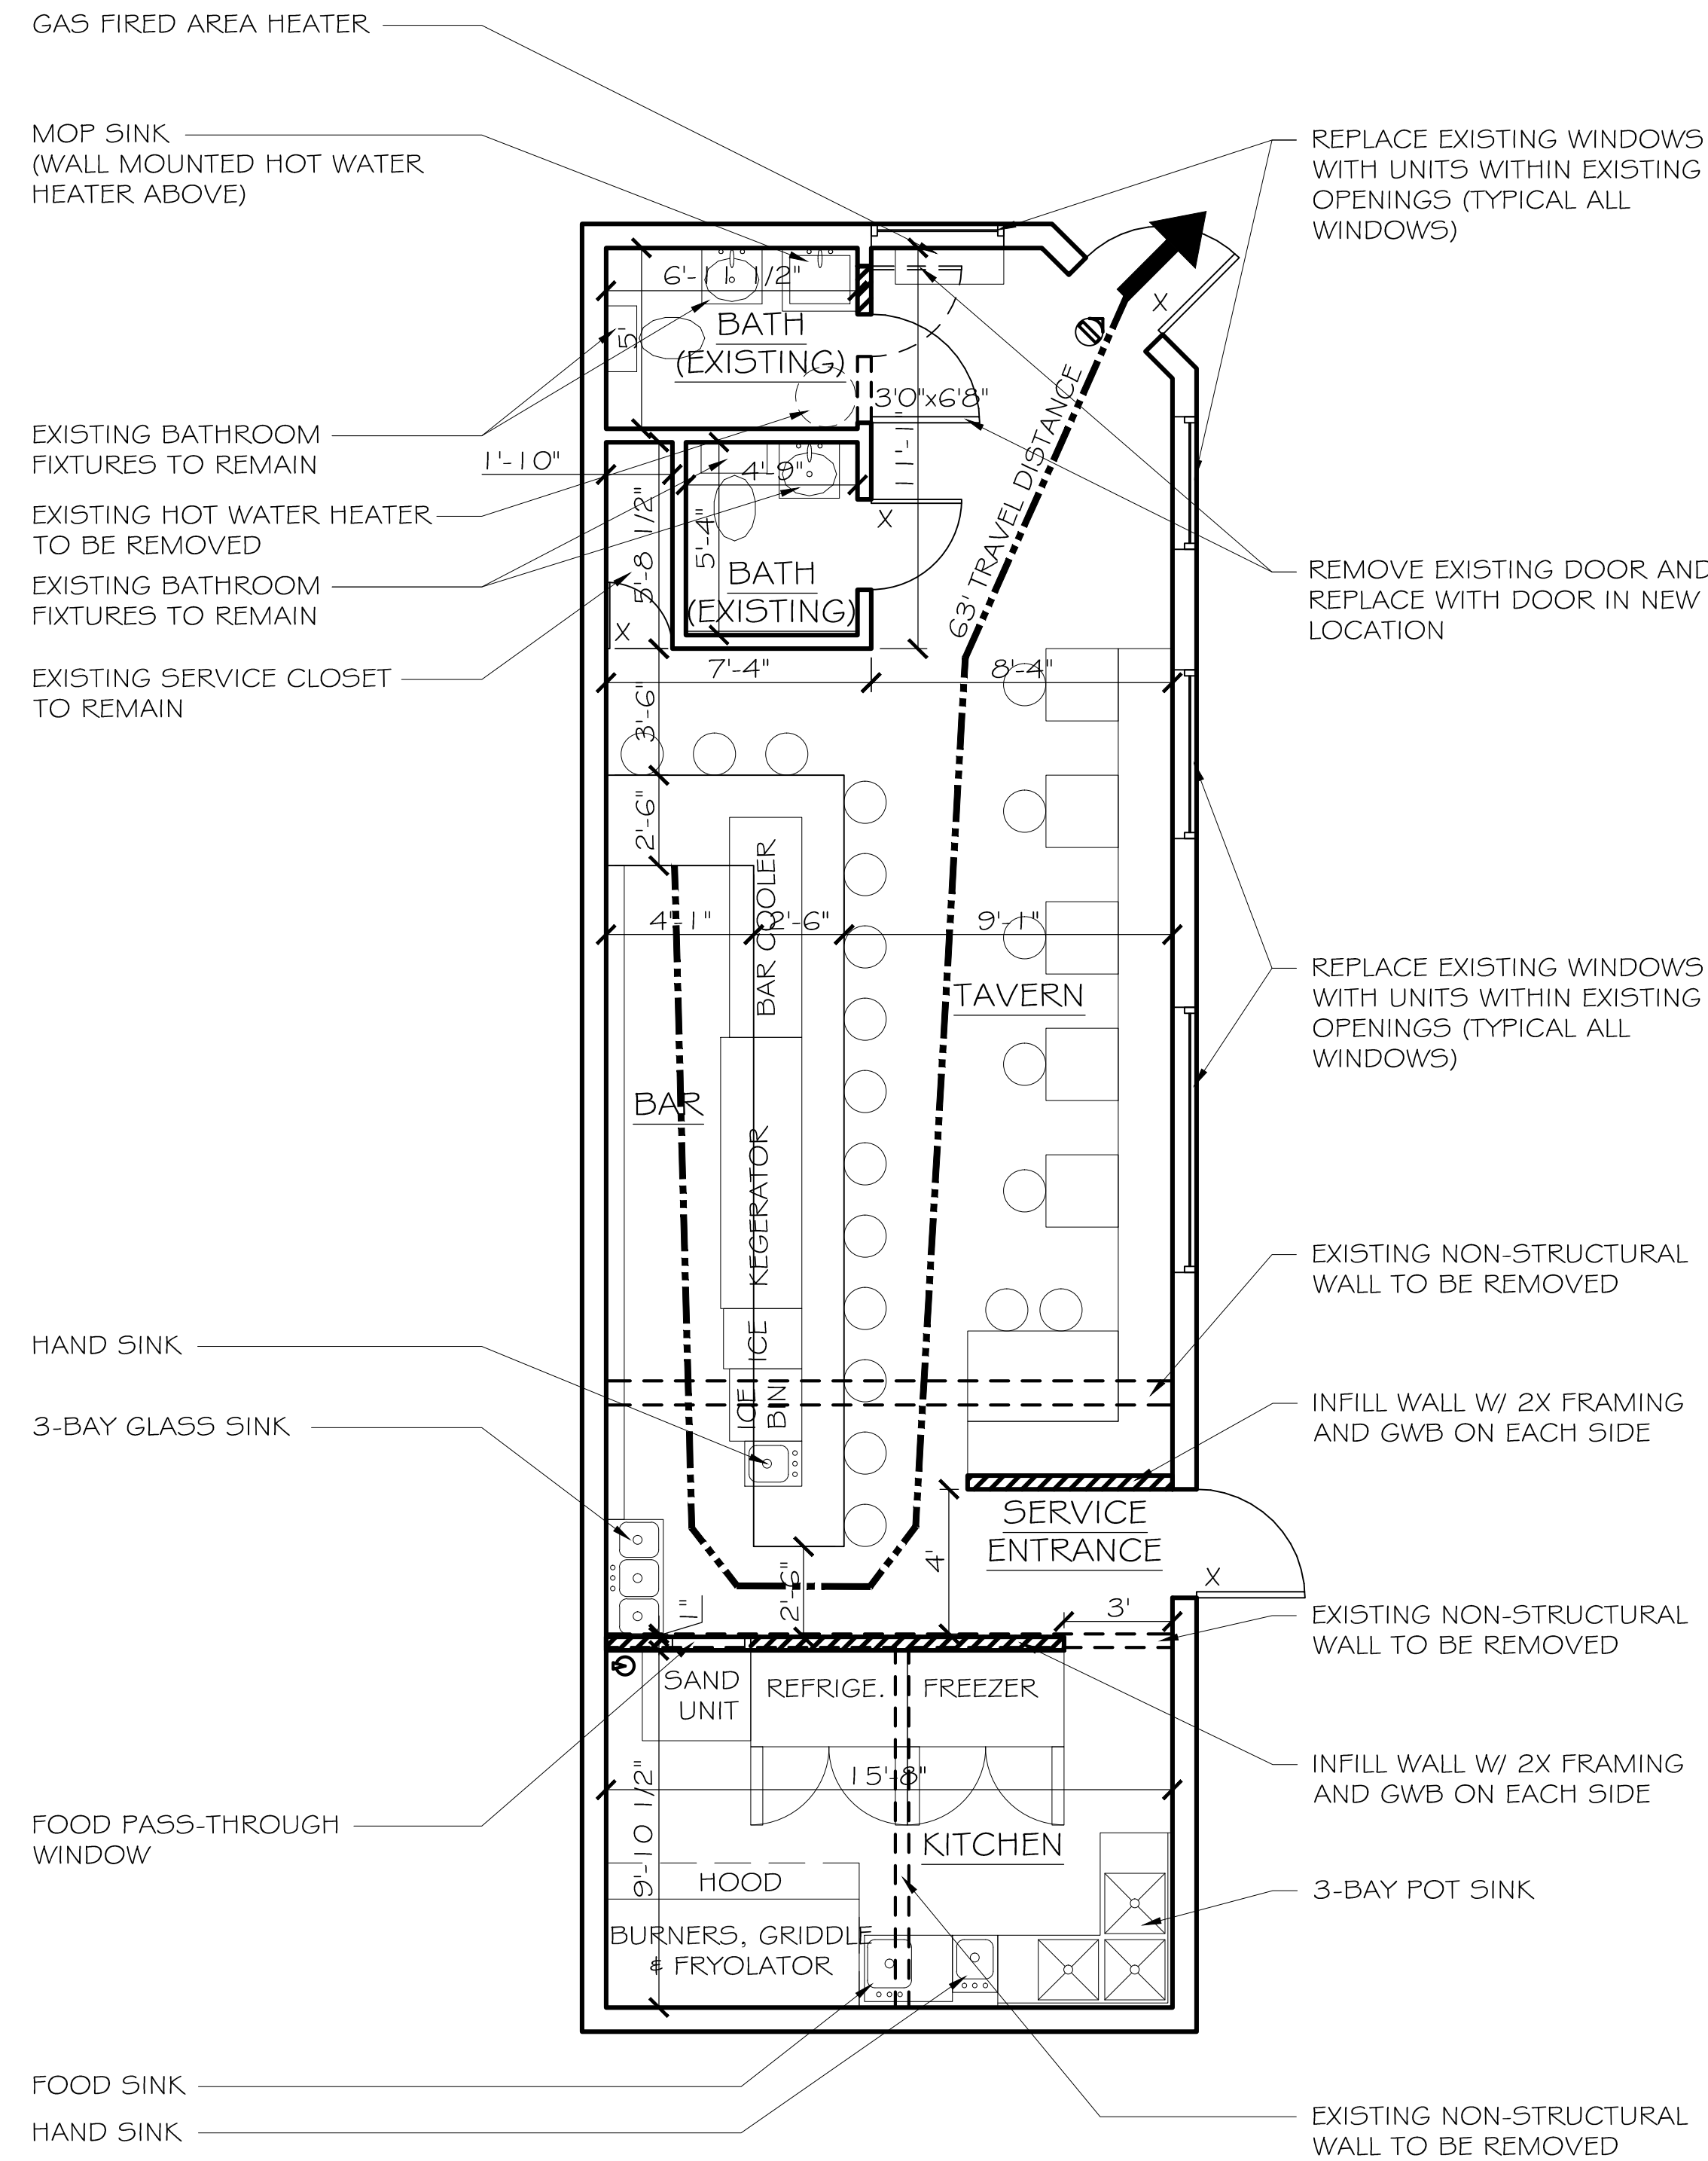 GAS FIRED AREA HEATER
MOP SINK
(WALL MOUNTED HOT WATER
HEATER ABOVE)
REPLACE EXISTING WINDOWS
WITH UNITS WITHIN EXISTING
OPENINGS (TYPICAL ALL
WINDOWS)
6'-11 1/2"
5'
BATH
(EXISTING)
X
3'0"x6'8"
11'-1"
63' TRAVEL DISTANCE
EXISTING BATHROOM
FIXTURES TO REMAIN
1'-10"
4'-9"
EXISTING HOT WATER HEATER
TO BE REMOVED
5'-8 1/2"
5'-4"
X
BATH
(EXISTING)
EXISTING BATHROOM
FIXTURES TO REMAIN
X
REMOVE EXISTING DOOR AND
REPLACE WITH DOOR IN NEW
LOCATION
EXISTING SERVICE CLOSET
TO REMAIN
7'-4"
8'-4"
3'-6"
2'-6"
BAR COOLER
4'-1"
2'-6"
9'-1"
TAVERN
REPLACE EXISTING WINDOWS
WITH UNITS WITHIN EXISTING
OPENINGS (TYPICAL ALL
WINDOWS)
BAR
KEGERATOR
EXISTING NON-STRUCTURAL
WALL TO BE REMOVED
HAND SINK
ICE
ICE
BIN
3-BAY GLASS SINK
INFILL WALL W/ 2X FRAMING
AND GWB ON EACH SIDE
SERVICE
ENTRANCE
4'
2'-6"
1"
X
3'
EXISTING NON-STRUCTURAL
WALL TO BE REMOVED
SAND
UNIT
REFRIGE.
FREEZER
15'-8"
9'-10 1/2"
INFILL WALL W/ 2X FRAMING
AND GWB ON EACH SIDE
FOOD PASS-THROUGH
WINDOW
KITCHEN
HOOD
3-BAY POT SINK
BURNERS, GRIDDLE
& FRYOLATOR
FOOD SINK
HAND SINK
EXISTING NON-STRUCTURAL
WALL TO BE REMOVED